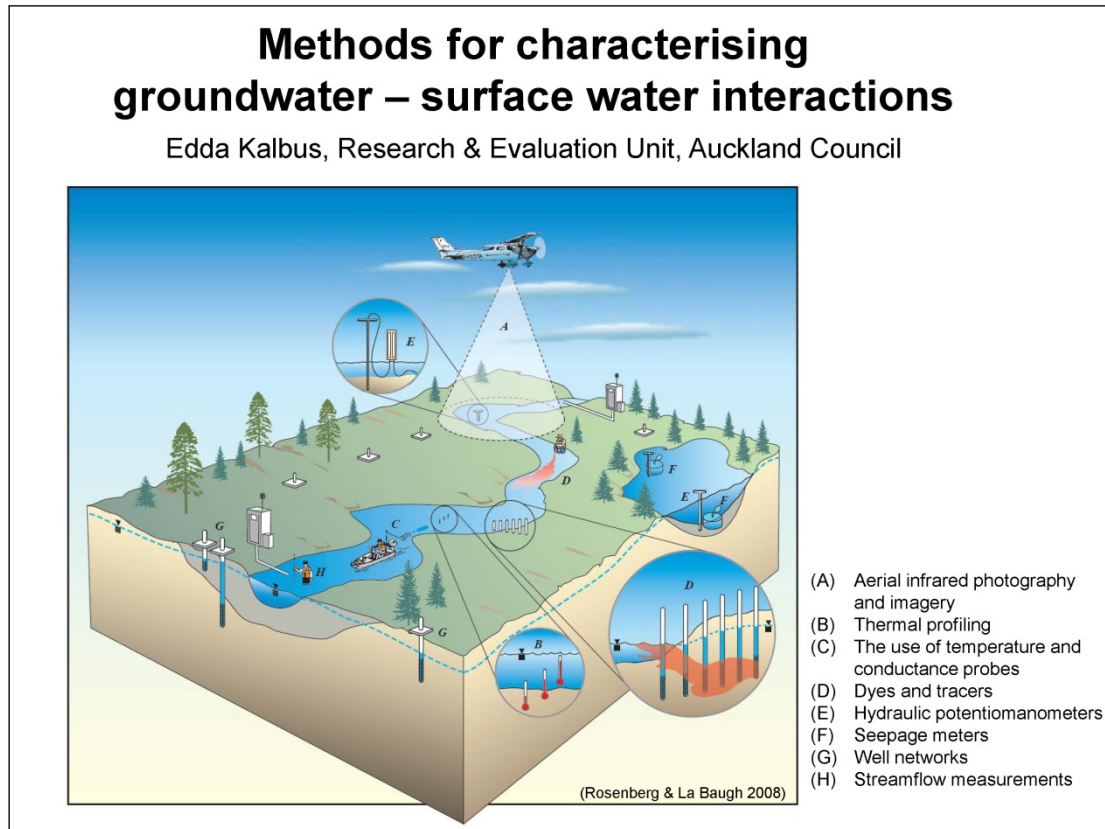 Methods for characterising
groundwater – surface water interactions
Edda Kalbus, Research & Evaluation Unit, Auckland Council
A
E
F
D
E
F
G
C
H
G
D
B
(A) Aerial infrared photography
and imagery
(B) Thermal profiling
(C) The use of temperature and
conductance probes
(D) Dyes and tracers
(E) Hydraulic potentiomanometers
(F) Seepage meters
(G) Well networks
(H) Streamflow measurements
(Rosenberg & La Baugh 2008)